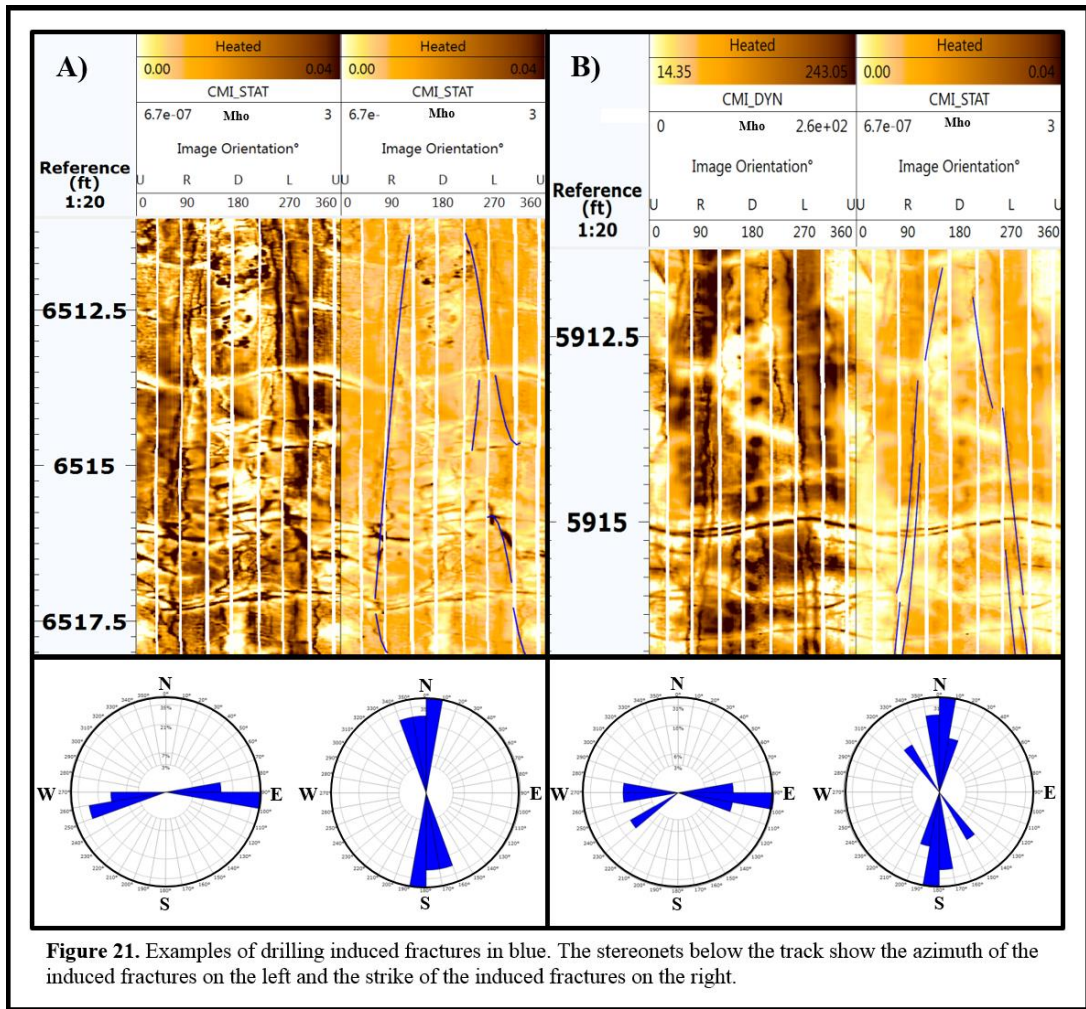 A)
Heated
0.00 0.04
CMI_STAT
6.7e-07 Mho 3
Image Orientation°
U R D L U
0 90 180 270 360
Heated
0.00 0.04
CMI_STAT
6.7e- Mho 3
Image Orientation°
U R D L U
0 90 180 270 360
Reference
(ft)
1:20
6512.5
6515
6517.5
B)
Heated
14.35 243.05
CMI_DYN
0 Mho 2.6e+02
Image Orientation°
U R D L U
0 90 180 270 360
Heated
0.00 0.04
CMI_STAT
6.7e-07 Mho 3
Image Orientation°
U R D L U
0 90 180 270 360
Reference
(ft)
1:20
5912.5
5915
N
W E
S
N
W E
S
N
W E
S
N
W E
S
Figure 21. Examples of drilling induced fractures in blue. The stereonets below the track show the azimuth of the
induced fractures on the left and the strike of the induced fractures on the right.